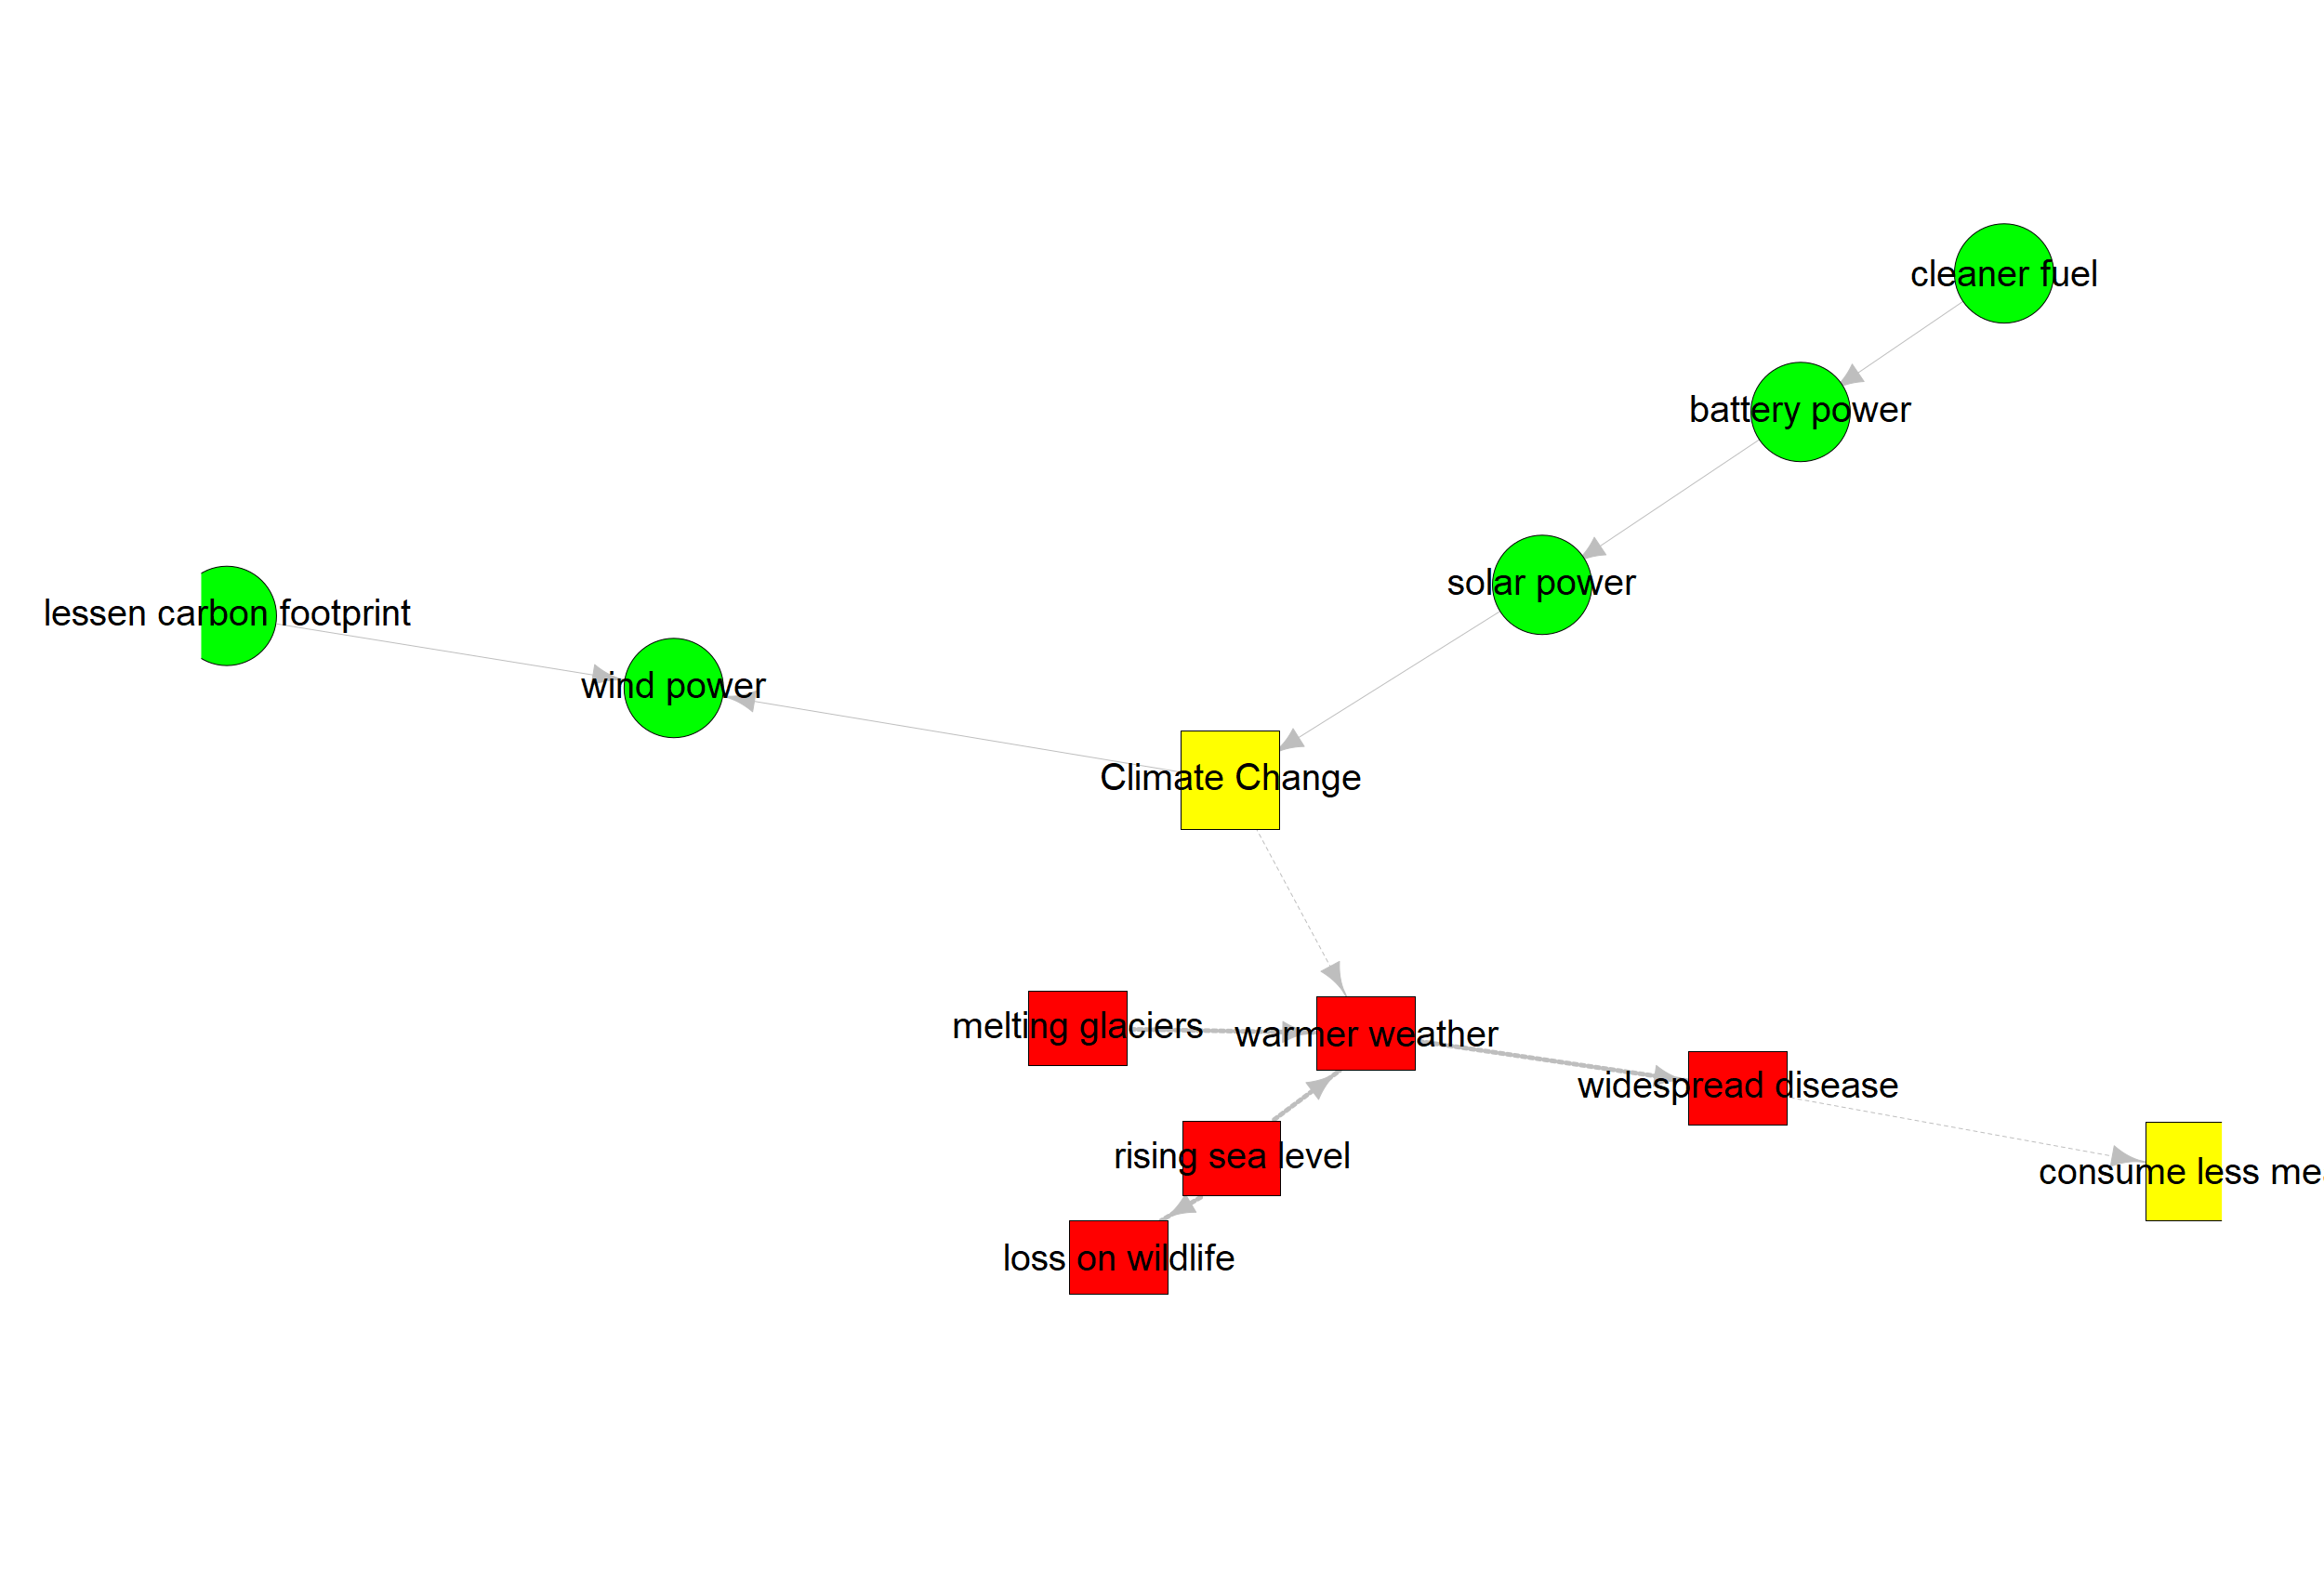 cleaner fuel
battery power
solar power
lessen carbon footprint
wind power
Climate Change
melting glaciers
warmer weather
widespread disease
rising sea level
consume less me
loss on wildlife